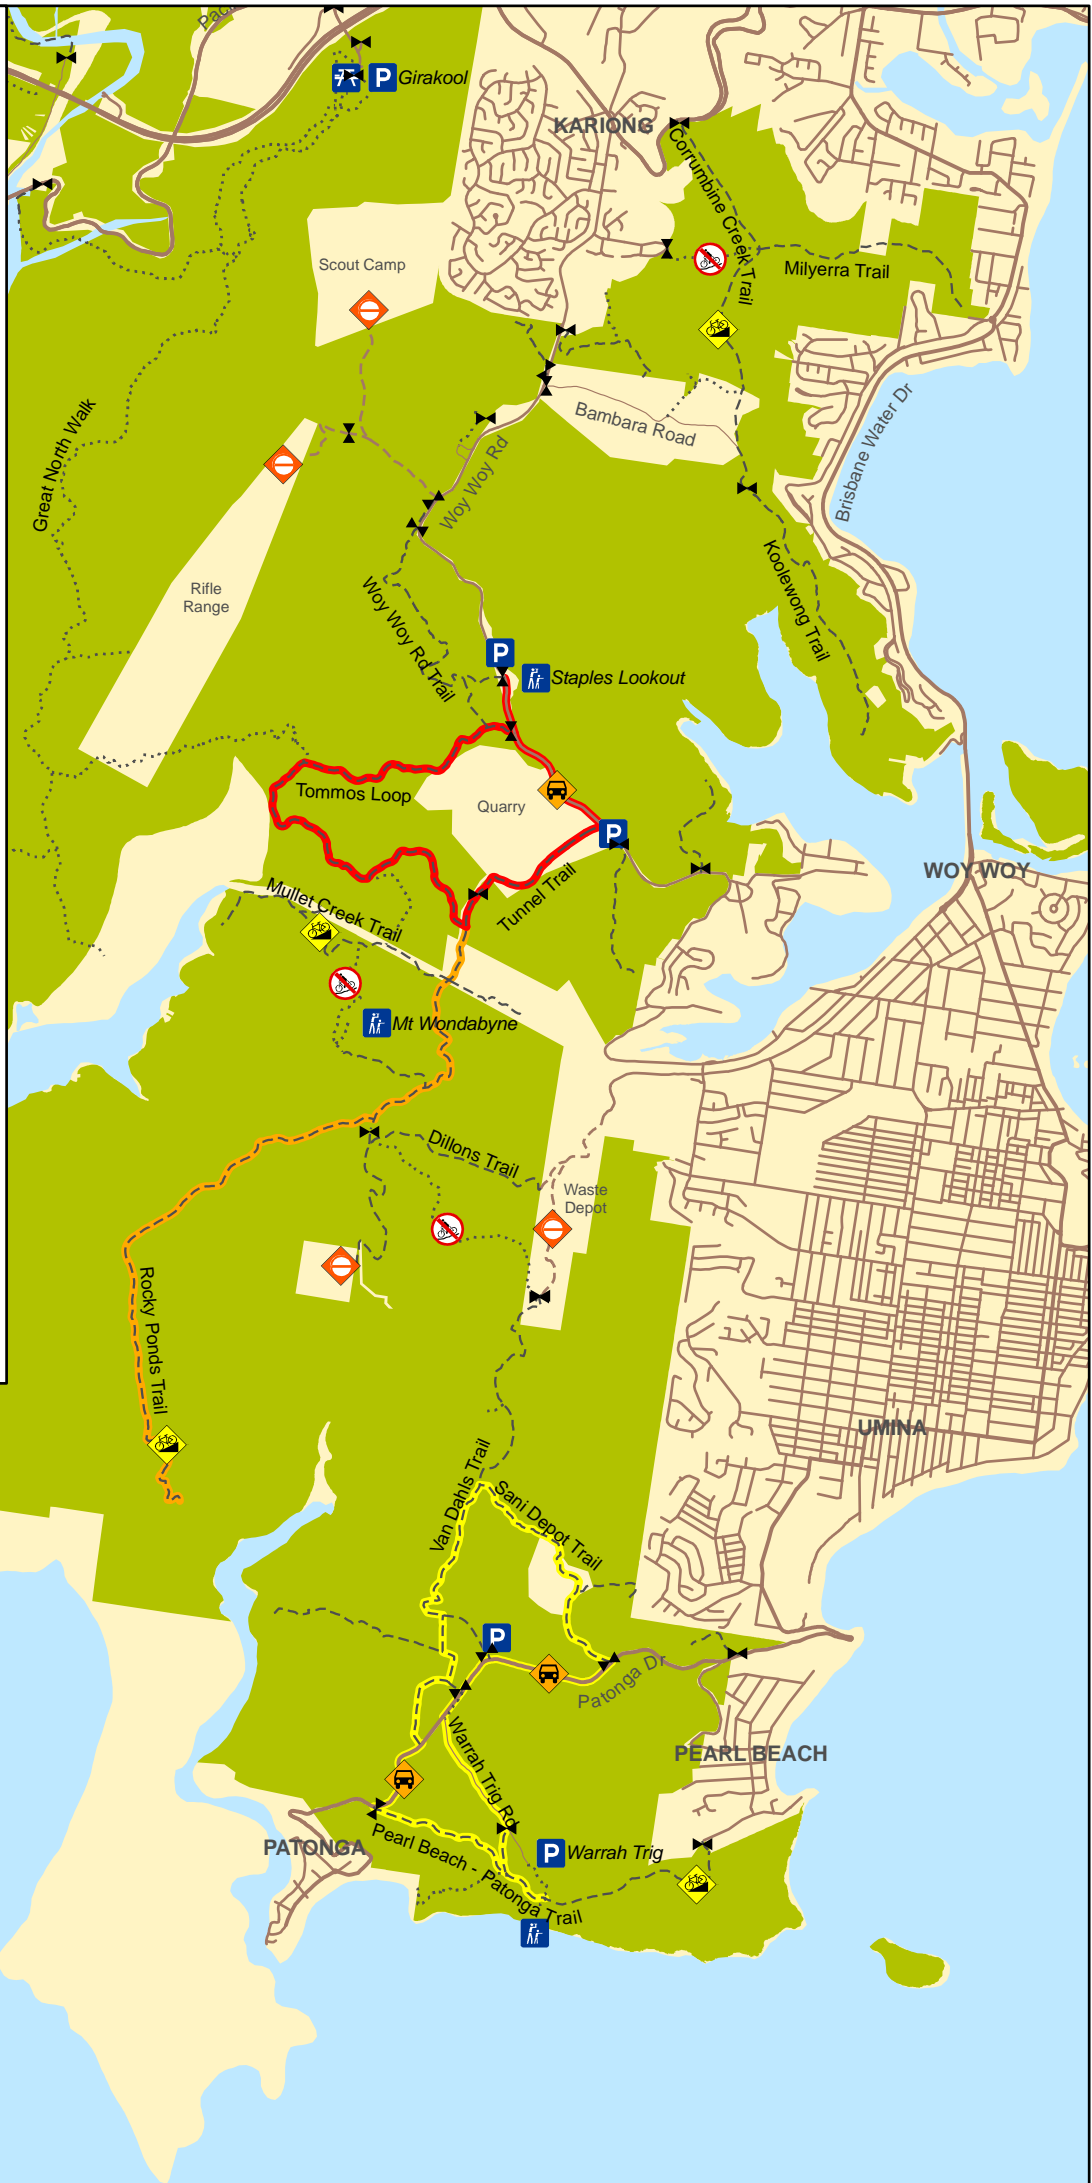 P
Girakool
KARIONG
Corrumbine Creek Trail
Scout Camp
Milyerra Trail
Great North Walk
Bambara Road
Brisbane Water Dr
Woy Woy Rd
Koolewong Trail
Rifle
Range
Woy Woy Rd Trail
P
Staples Lookout
Tommos Loop
Quarry
P
WOY WOY
Tunnel Trail
Mullet Creek Trail
Mt Wondabyne
Dillons Trail
Waste
Depot
Rocky Ponds Trail
UMINA
Van Dahls Trail
Sani Depot Trail
P
Patonga Dr
Warrah Trig Rd
PEARL BEACH
PATONGA
Pearl Beach - Patonga Trail
P
Warrah Trig